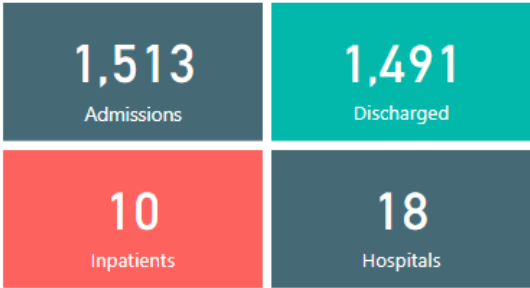 1,513
Admissions
1,491
Discharged
10
Inpatients
18
Hospitals